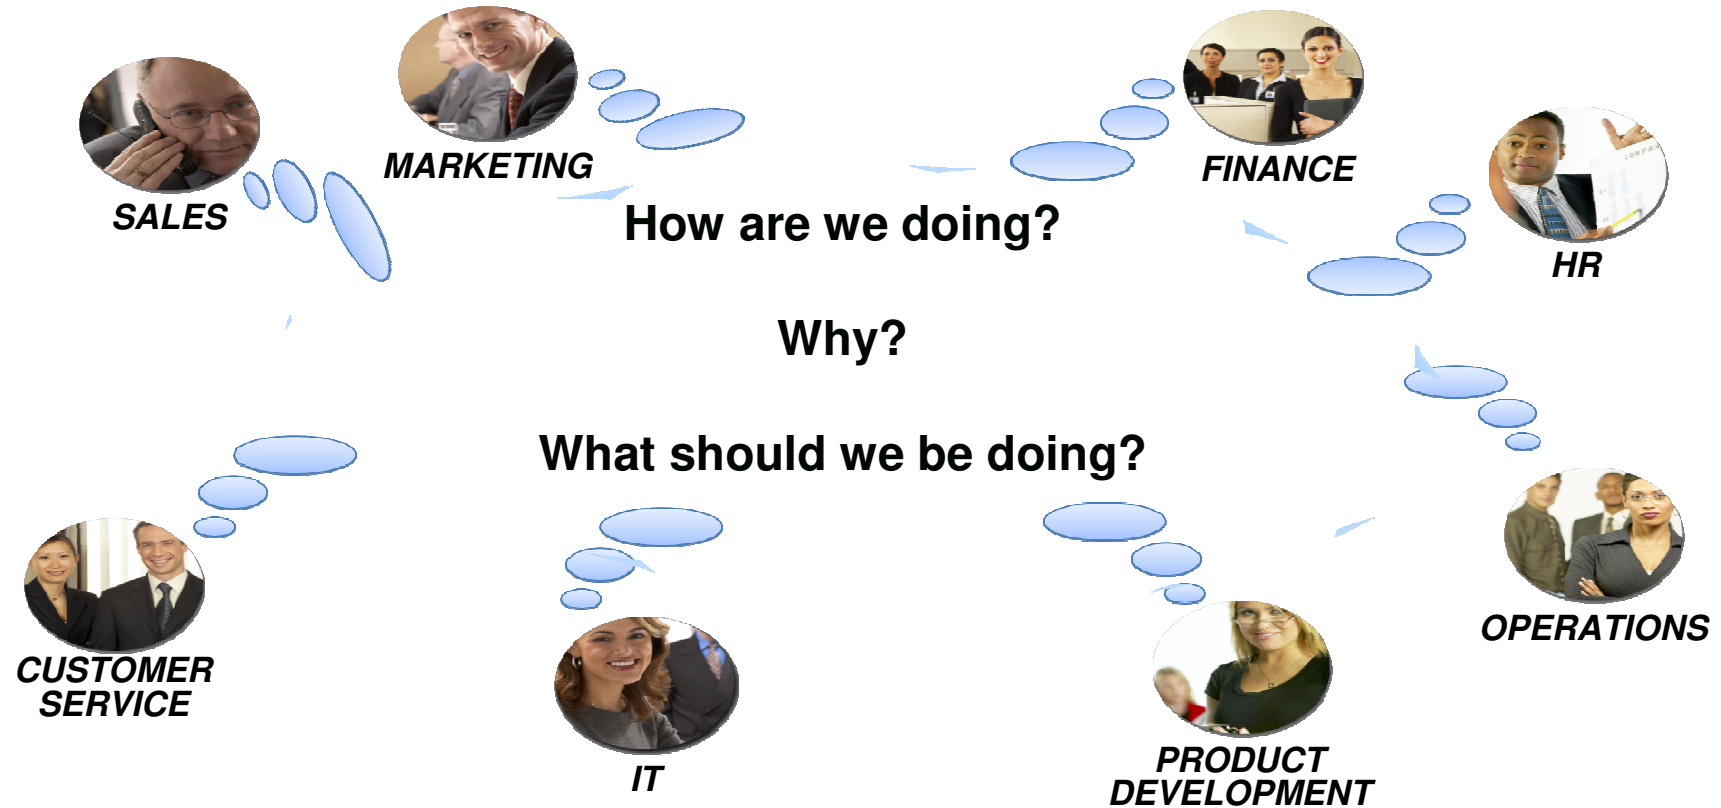 MARKETING
FINANCE
SALES
How are we doing?
HR
Why?
What should we be doing?
OPERATIONS
CUSTOMER
SERVICE
IT
PRODUCT
DEVELOPMENT